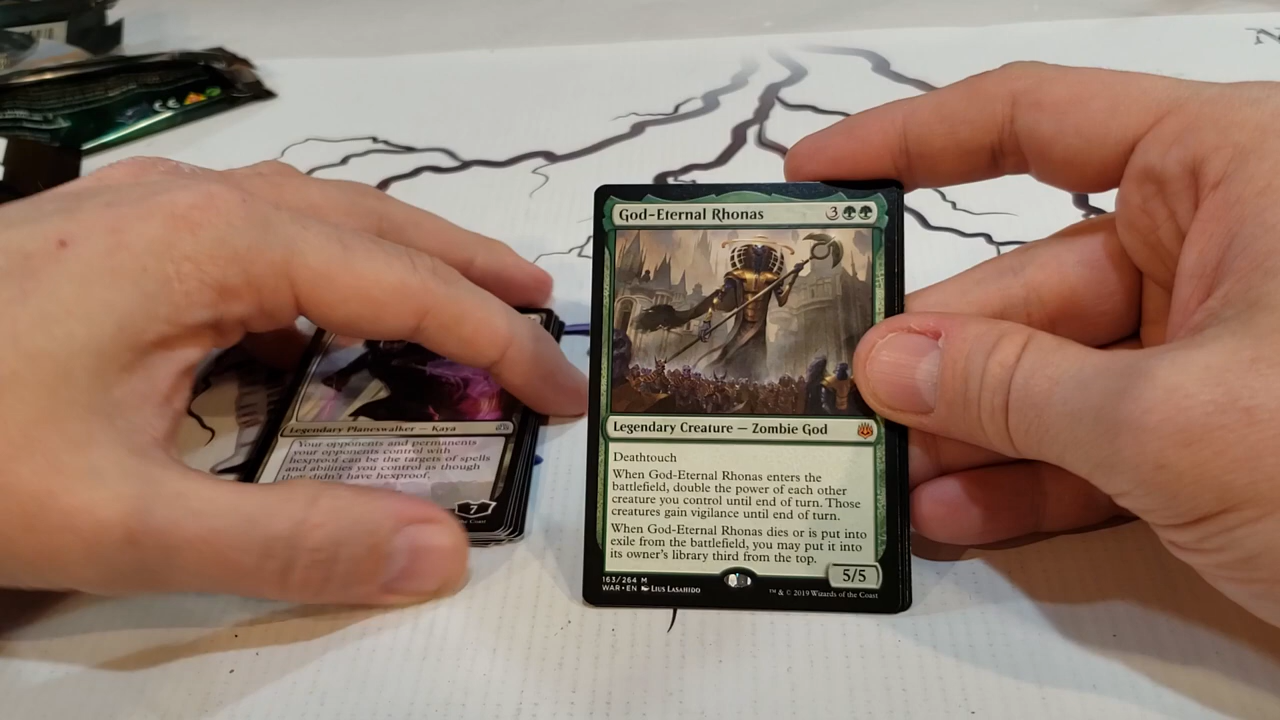 God-Eternal Rhonas 3
Legendary Creature — Zombie God
Deathtouch
When God-Eternal Rhonas enters the
battlefield, double the power of each other
creature you control until end of turn. Those
creatures gain vigilance until end of turn.
When God-Eternal Rhonas dies or is put into
exile from the battlefield, you may put it into
its owner's library third from the top.
5/5
163/264 M
WAR • EN Lius Lasahido
™ & © 2019 Wizards of the Coast
Legendary Planeswalker — Kaya
Your opponents and permanents
your opponents control with
hexproof can be the targets of spells
and abilities you control as though
they didn't have hexproof.
7
the Coast
CE
N